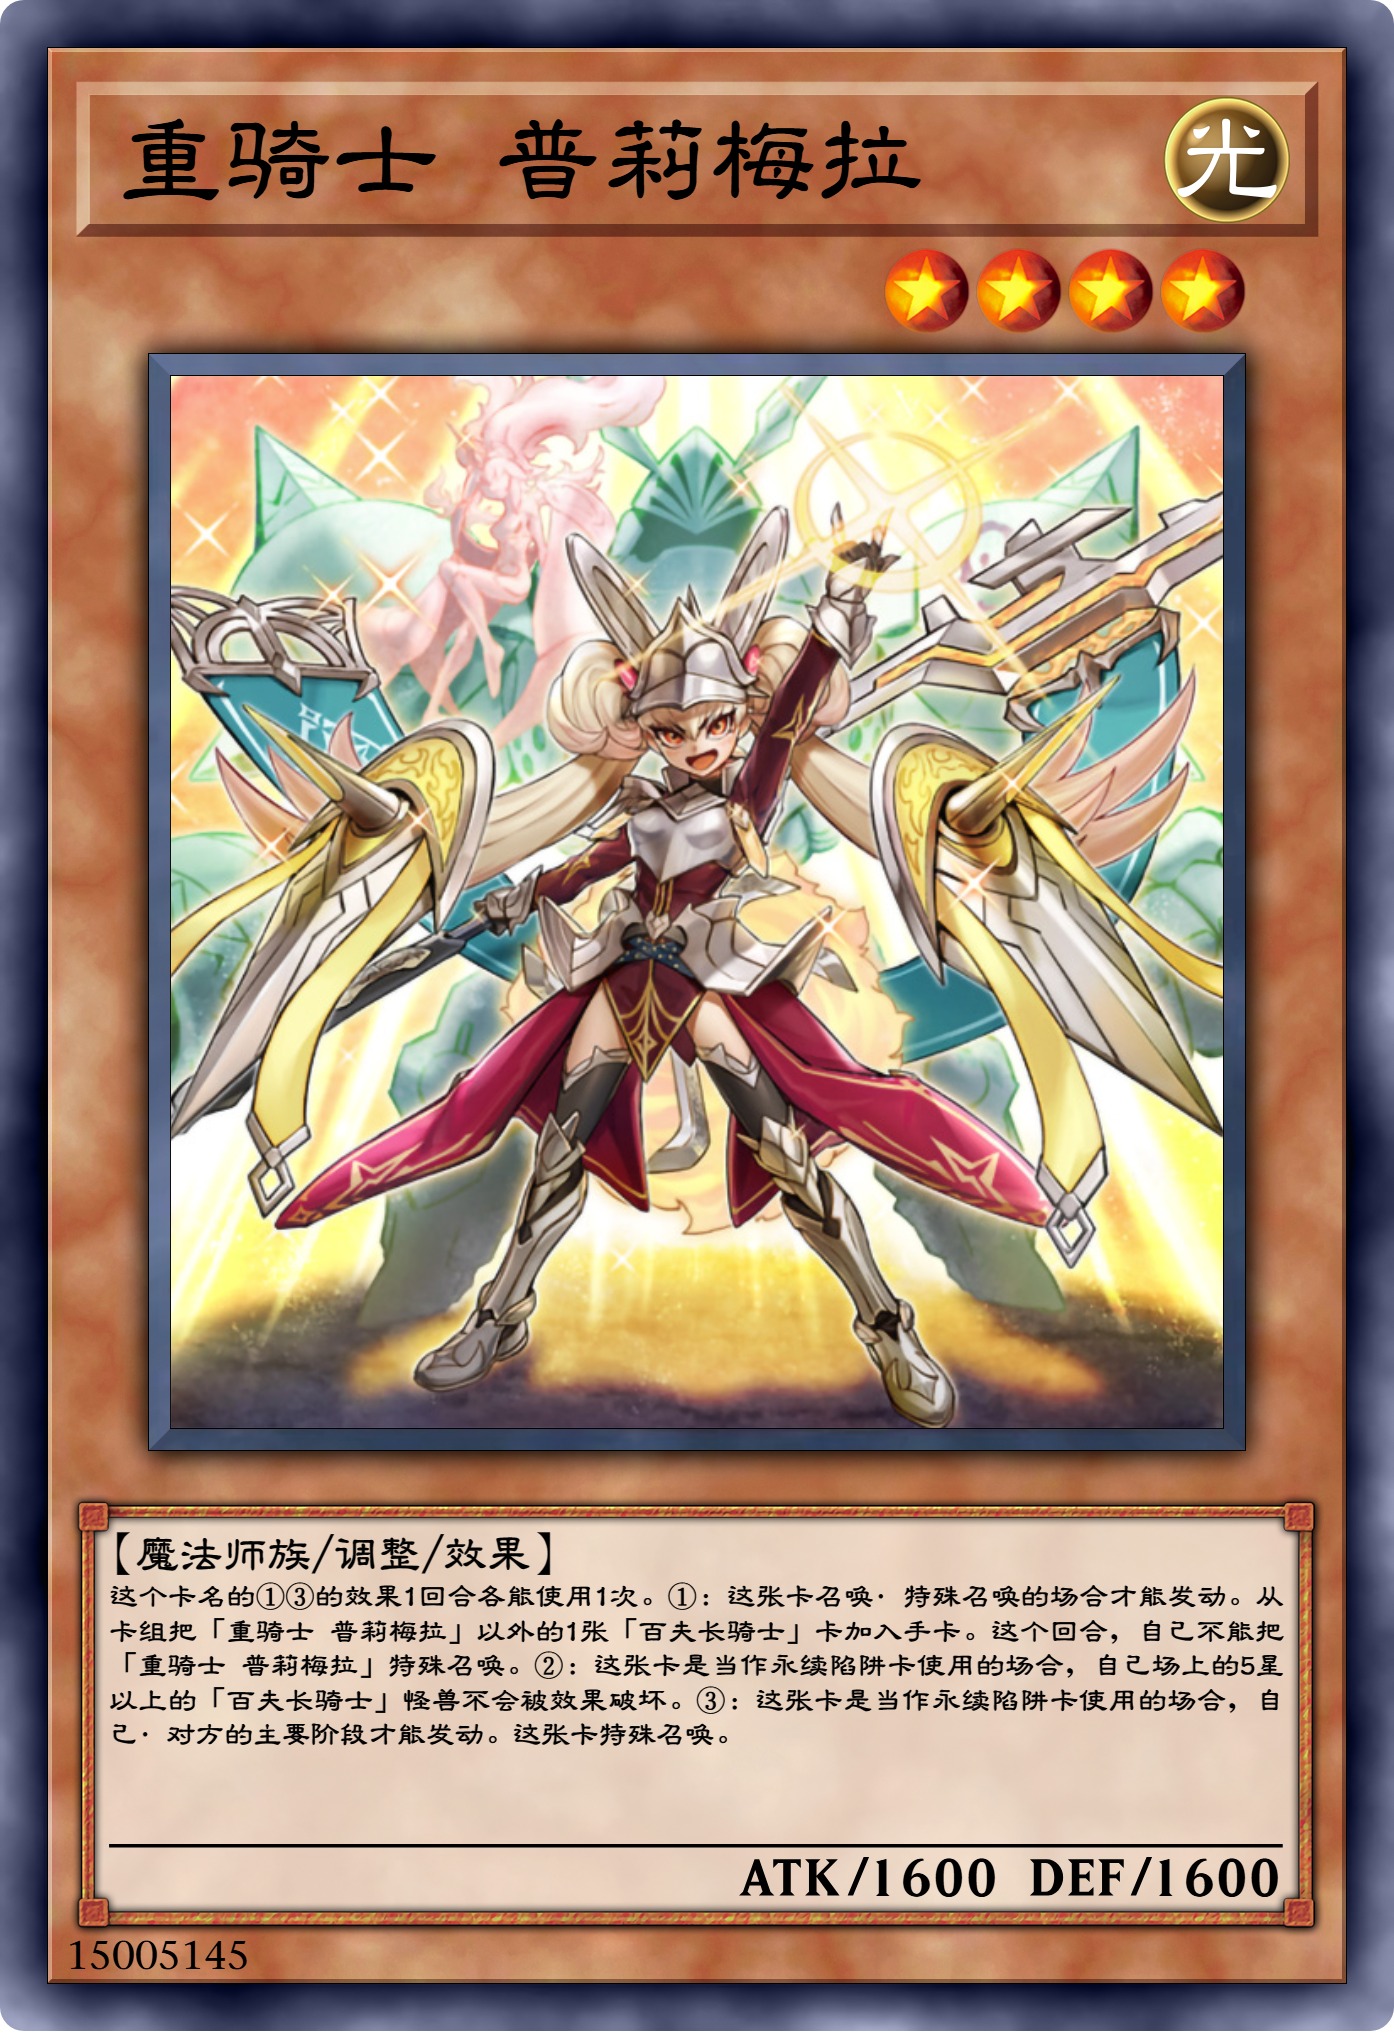 重骑士 普莉梅拉
光
【魔法师族/调整/效果】
这个卡名的①③的效果1回合各能使用1次。①：这张卡召唤·特殊召唤的场合才能发动。从
卡组把「重骑士 普莉梅拉」以外的1张「百夫长骑士」卡加入手卡。这个回合，自己不能把
「重骑士 普莉梅拉」特殊召唤。②：这张卡是当作永续陷阱卡使用的场合，自己场上的5星
以上的「百夫长骑士」怪兽不会被效果破坏。③：这张卡是当作永续陷阱卡使用的场合，自
己·对方的主要阶段才能发动。这张卡特殊召唤。
ATK/1600 DEF/1600
15005145